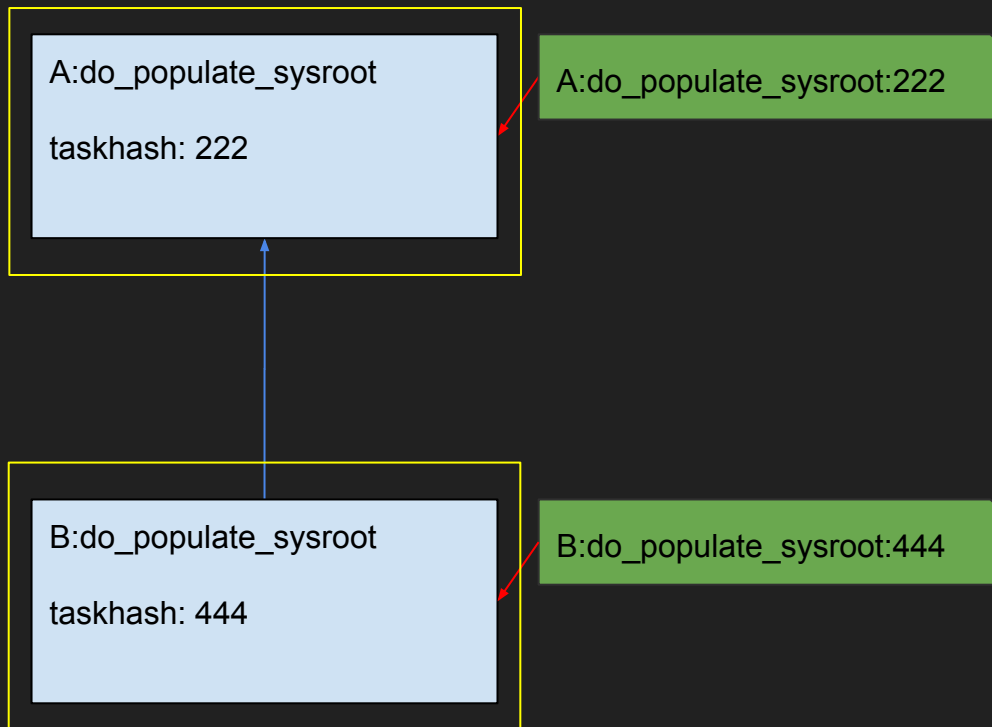 A:do_populate_sysroot
taskhash: 222
A:do_populate_sysroot:222
B:do_populate_sysroot
taskhash: 444
B:do_populate_sysroot:444